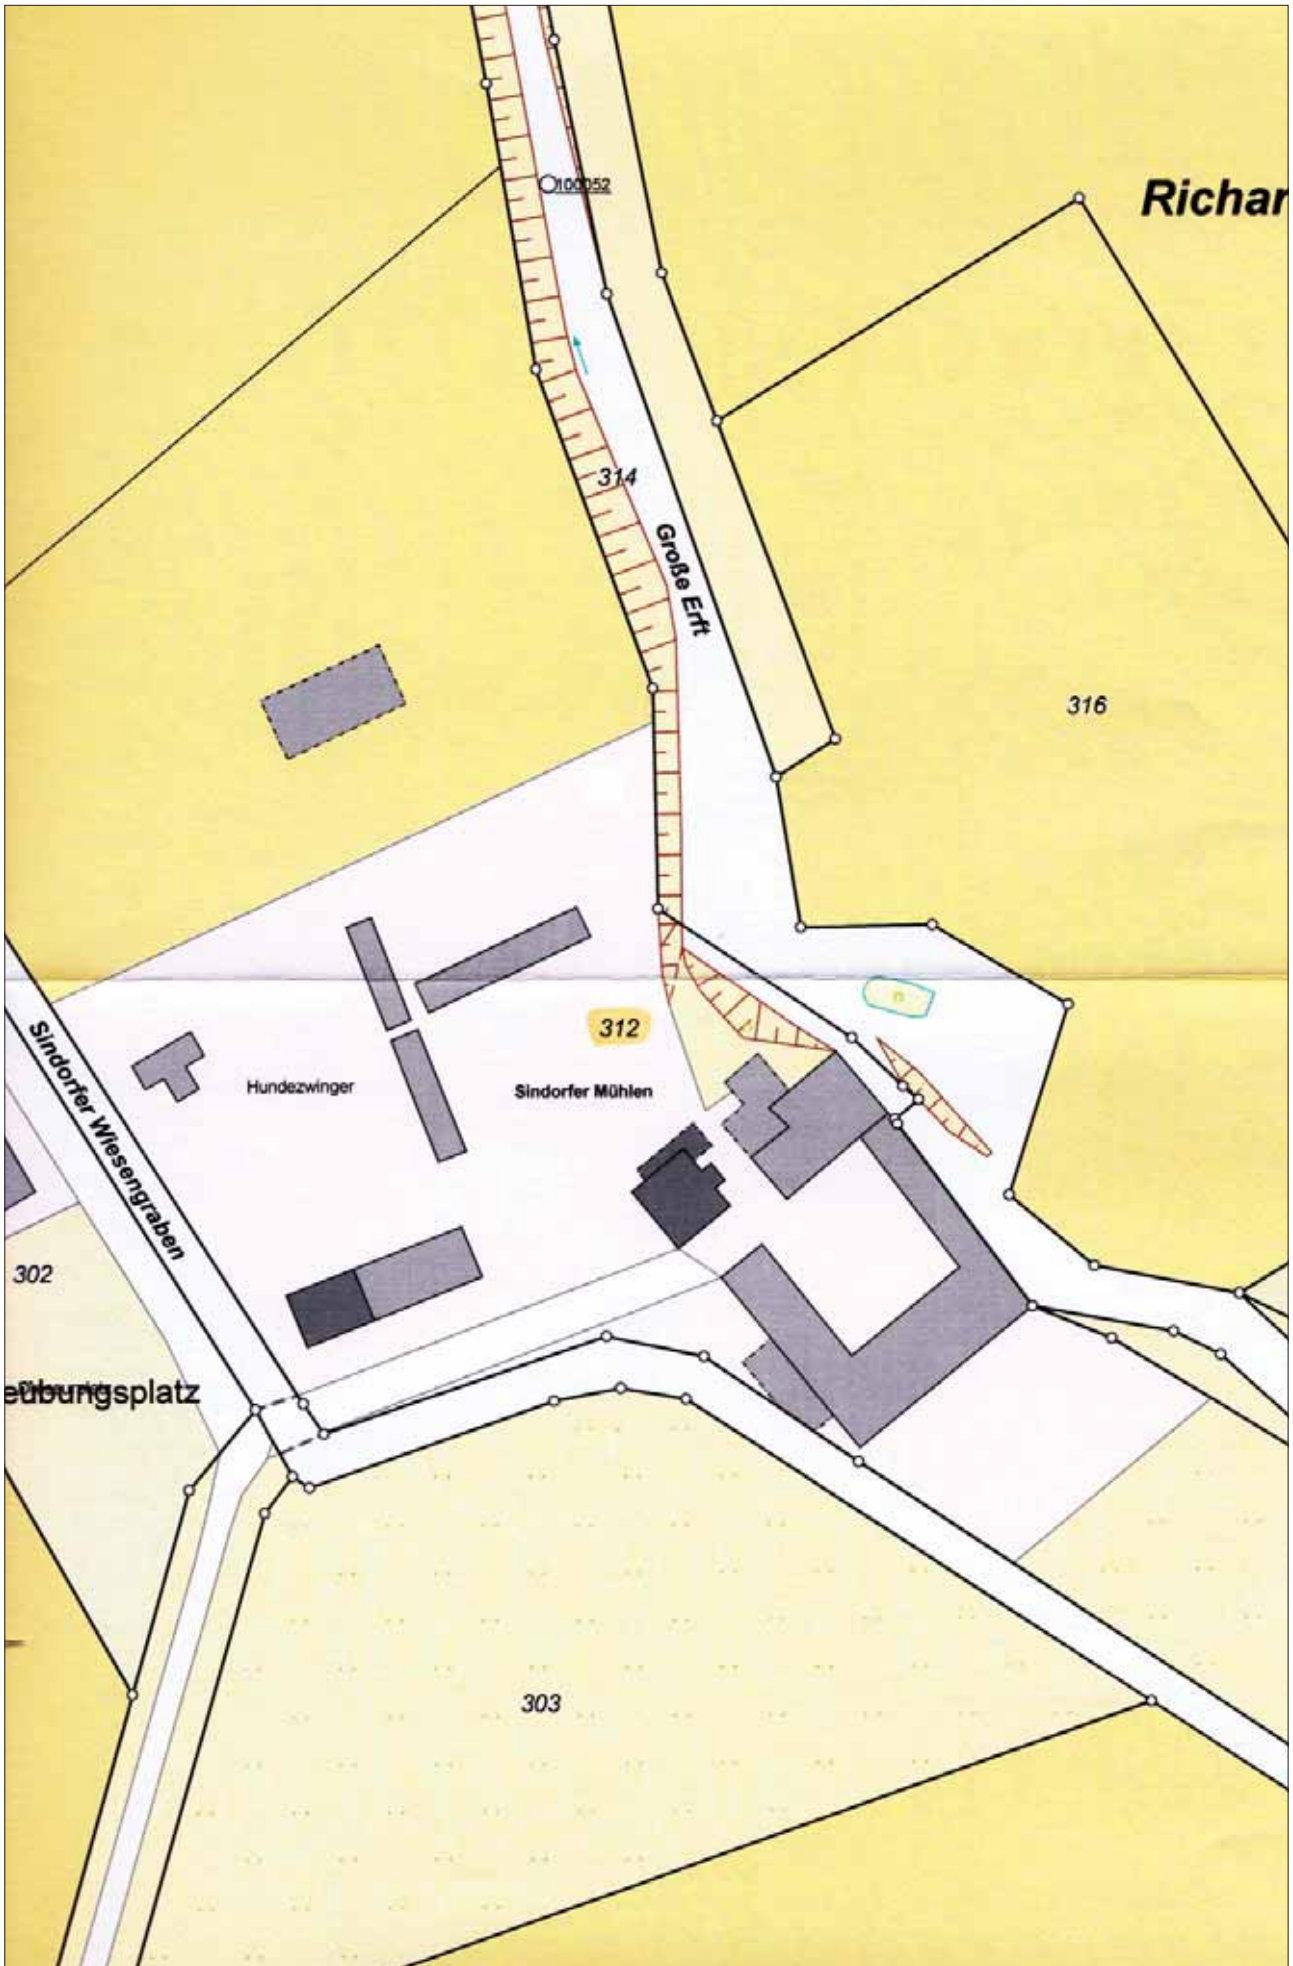 100052
Richar
314
Große Erft
316
312
Sindorfer Mühlen
Hundezwinger
Sindorfer Wiesengraben
302
eübungsplatz
303